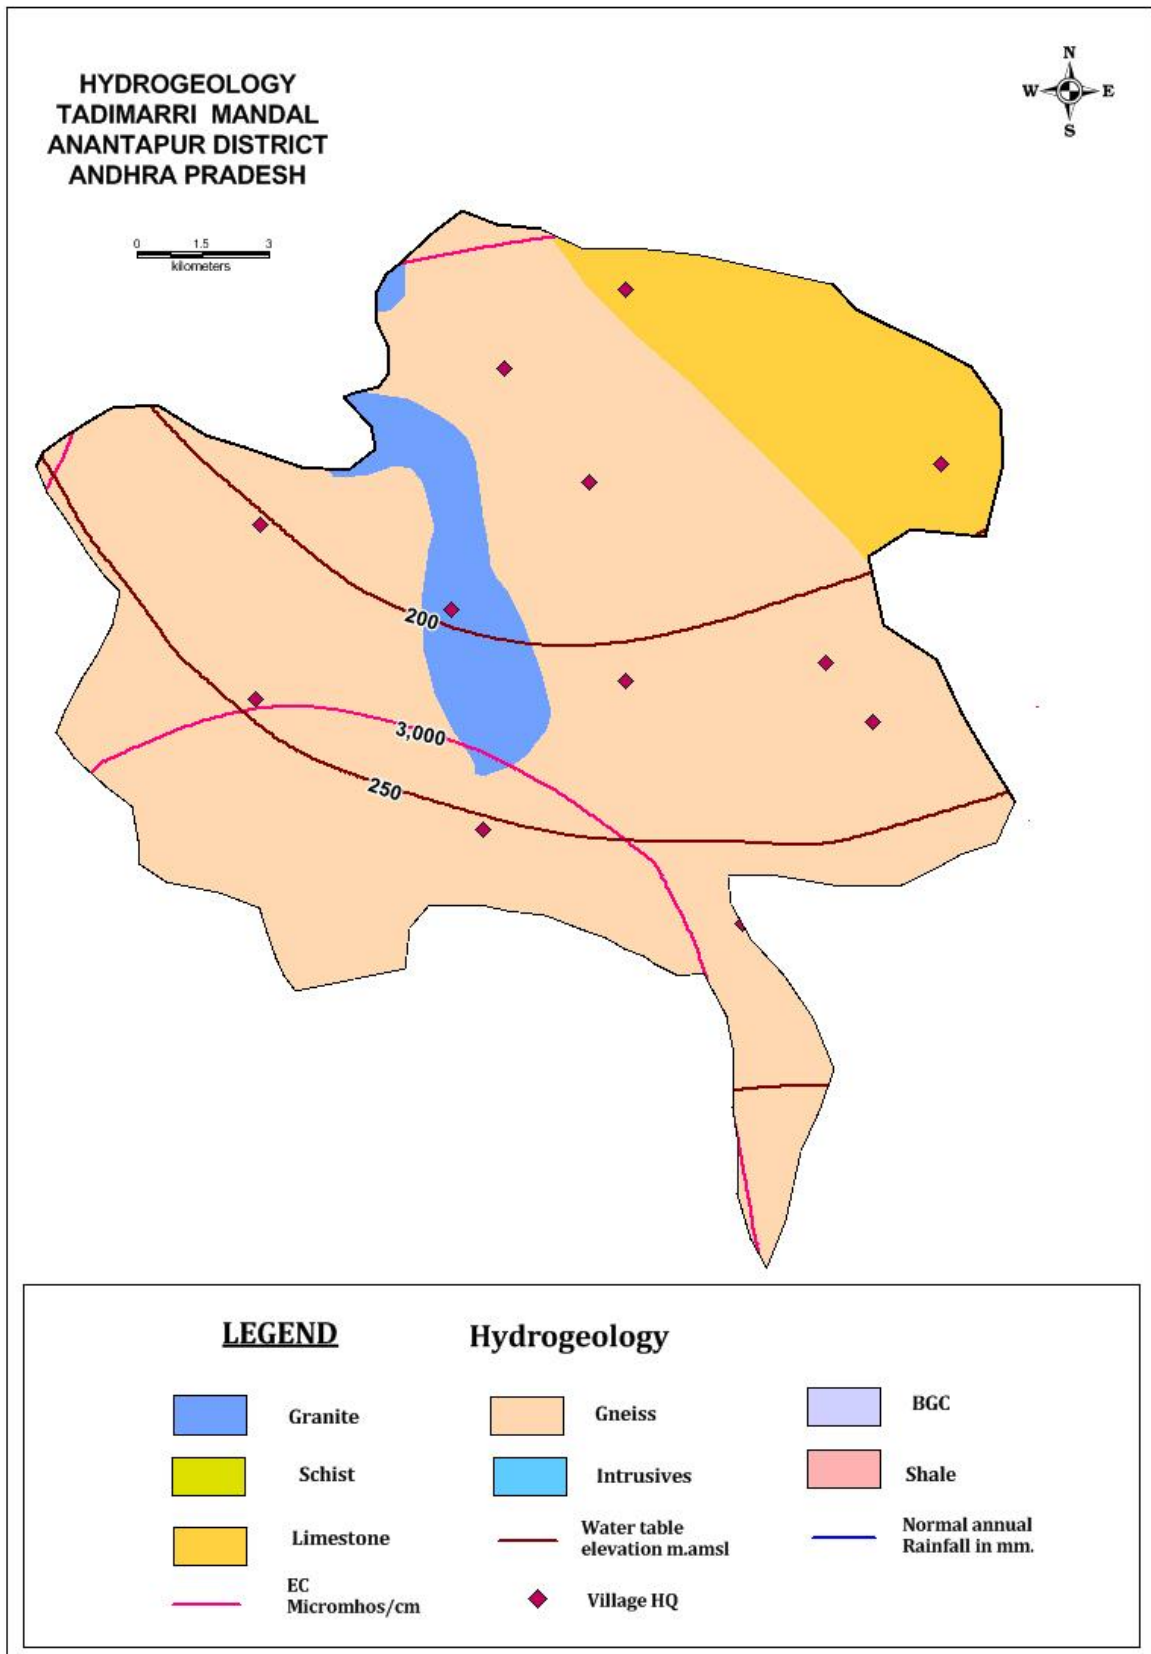 HYDROGEOLOGY
TADIMARRI MANDAL
ANANTAPUR DISTRICT
ANDHRA PRADESH
N
W E
S
0 1.5 3
kilometers
200
3,000
250
LEGEND Hydrogeology
Granite Gneiss BGC
Schist Intrusives Shale
Limestone
Water table
elevation m.amsl
Normal annual
Rainfall in mm.
EC
Micromhos/cm
Village HQ